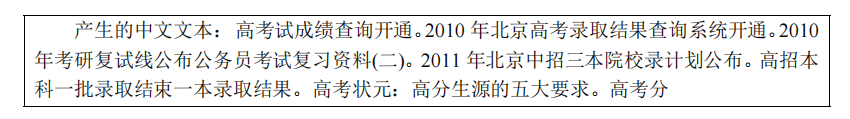 产生的中文文本：高考试成绩查询开通。2010 年北京高考录取结果查询系统开通。2010
年考研复试线公布公务员考试复习资料(二)。2011 年北京中招三本院校录计划公布。高招本
科一批录取结束一本录取结果。高考状元：高分生源的五大要求。高考分